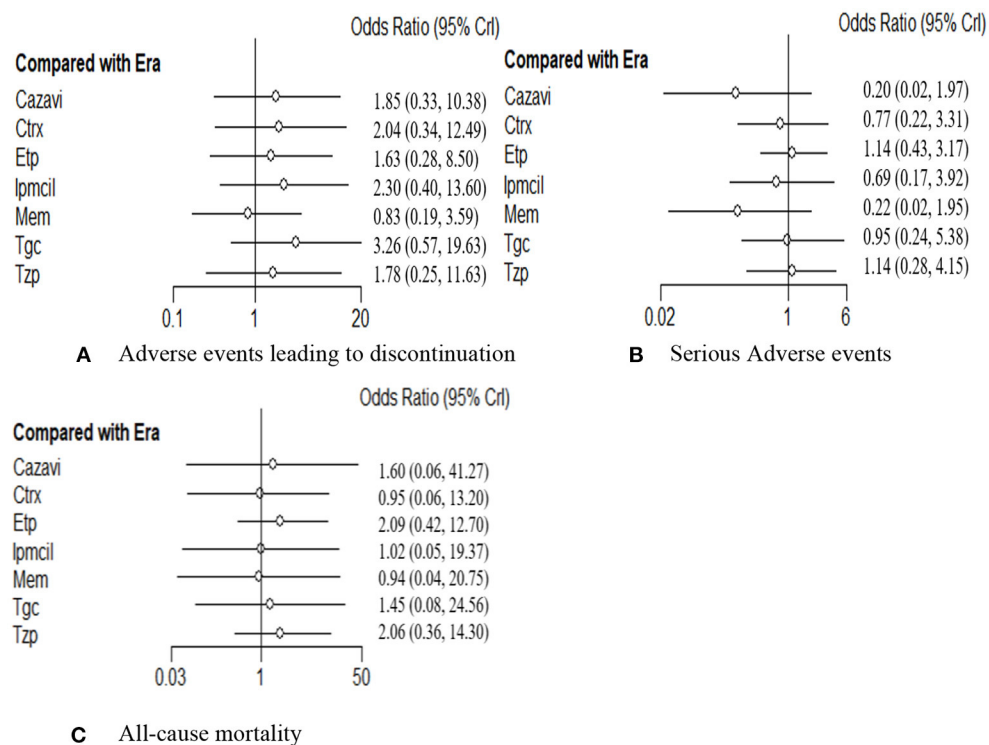 Odds Ratio (95% Crl)
Compared with Era
Cazavi 1.85 (0.33, 10.38)
Ctrx 2.04 (0.34, 12.49)
Etp 1.63 (0.28, 8.50)
Ipmcil 2.30 (0.40, 13.60)
Mem 0.83 (0.19, 3.59)
Tgc 3.26 (0.57, 19.63)
Tzp 1.78 (0.25, 11.63)
0.1 1 20
A Adverse events leading to discontinuation
Odds Ratio (95% Crl)
Compared with Era
Cazavi 0.20 (0.02, 1.97)
Ctrx 0.77 (0.22, 3.31)
Etp 1.14 (0.43, 3.17)
Ipmcil 0.69 (0.17, 3.92)
Mem 0.22 (0.02, 1.95)
Tgc 0.95 (0.24, 5.38)
Tzp 1.14 (0.28, 4.15)
0.02 1 6
B Serious Adverse events
Odds Ratio (95% Crl)
Compared with Era
Cazavi 1.60 (0.06, 41.27)
Ctrx 0.95 (0.06, 13.20)
Etp 2.09 (0.42, 12.70)
Ipmcil 1.02 (0.05, 19.37)
Mem 0.94 (0.04, 20.75)
Tgc 1.45 (0.08, 24.56)
Tzp 2.06 (0.36, 14.30)
0.03 1 50
C All-cause mortality